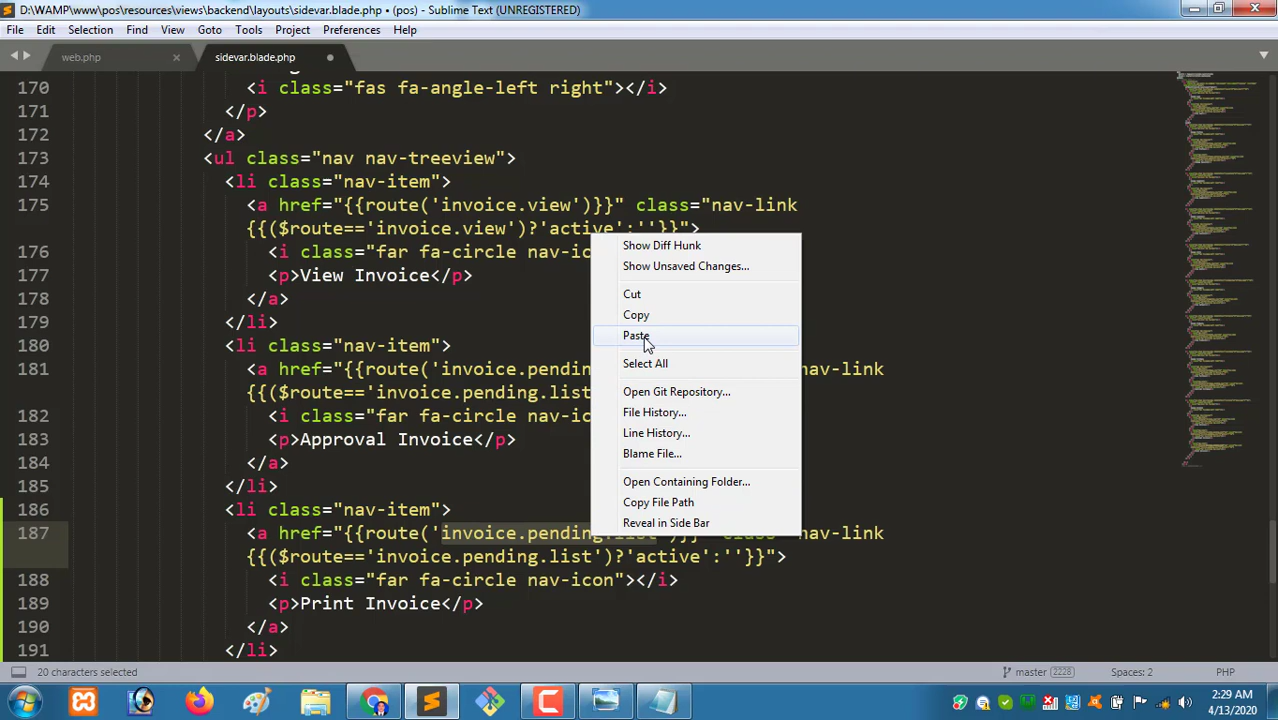 D:\WAMP\www\pos\resources\views\backend\layouts\sidevar.blade.php • (pos) - Sublime Text (UNREGISTERED)
File Edit Selection Find View Goto Tools Project Preferences Help
web.php sidevar.blade.php
170 <i class="fas fa-angle-left right"></i>
171 </p>
172 </a>
173 <ul class="nav nav-treeview">
174 <li class="nav-item">
175 <a href="{{route('invoice.view')}}" class="nav-link
{{($route=='invoice.view')?'active':''}}">
176 <i class="far fa-circle nav-ico
177 <p>View Invoice</p>
178 </a>
179 </li>
180 <li class="nav-item">
181 <a href="{{route('invoice.pend nav-link
{{($route=='invoice.pending.list
182 <i class="far fa-circle nav-ico
183 <p>Approval Invoice</p>
184 </a>
185 </li>
186 <li class="nav-item">
187 <a href="{{route('invoice.pending.list')}}" class="nav-link
{{($route=='invoice.pending.list')?'active':''}}">
188 <i class="far fa-circle nav-icon"></i>
189 <p>Print Invoice</p>
190 </a>
191 </li>
Show Diff Hunk
Show Unsaved Changes...
Cut
Copy
Paste
Select All
Open Git Repository...
File History...
Line History...
Blame File...
Open Containing Folder...
Copy File Path
Reveal in Side Bar
20 characters selected master 2228 Spaces: 2 PHP
2:29 AM
4/13/2020